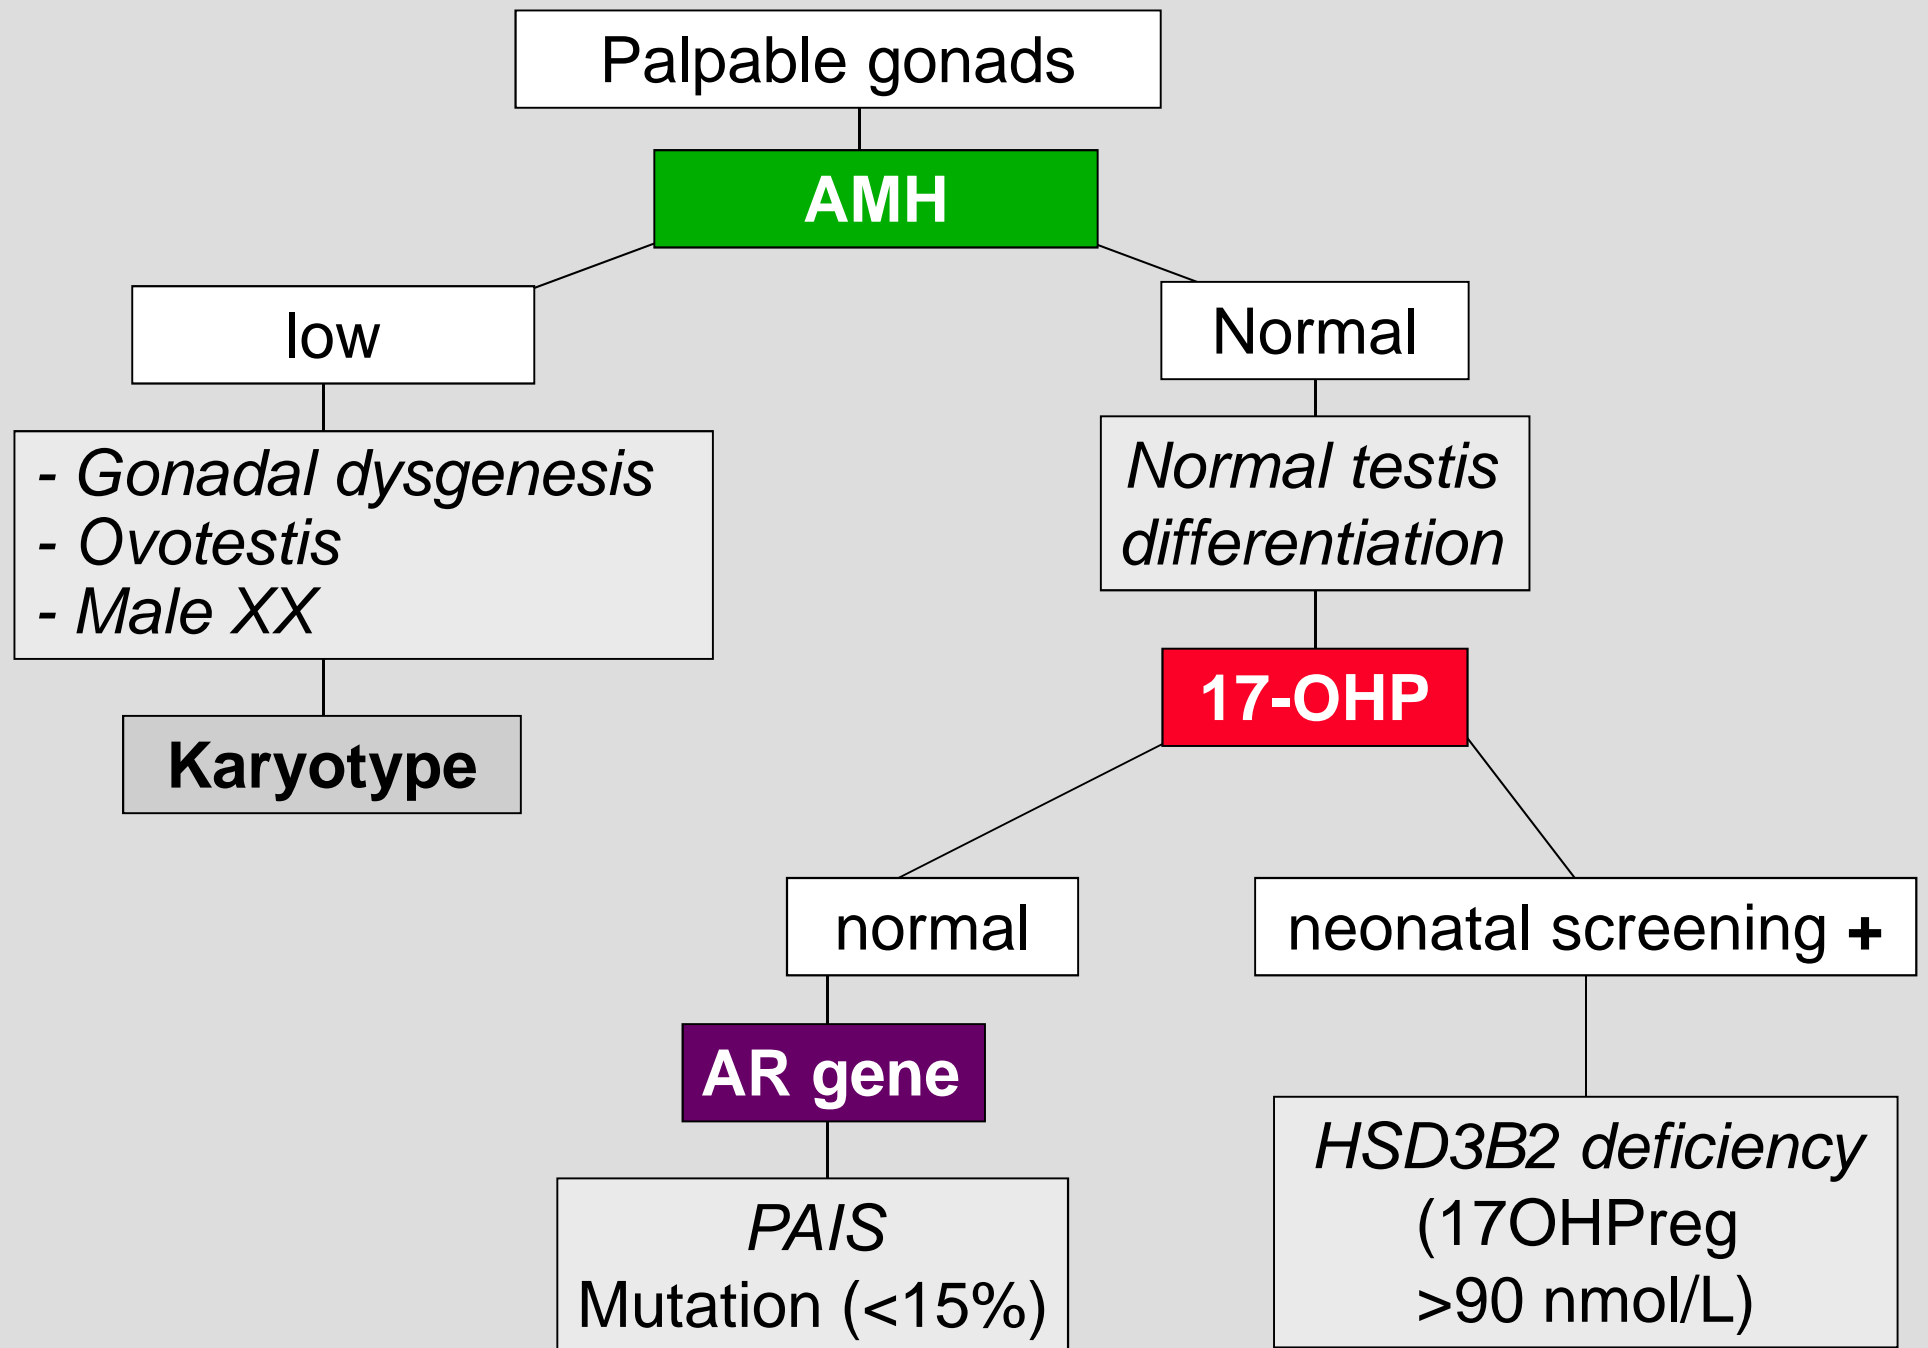 Palpable gonads
AMH
low
Normal
- Gonadal dysgenesis
- Ovotestis
- Male XX
Normal testis
differentiation
Karyotype
17-OHP
normal
neonatal screening +
AR gene
PAIS
Mutation (<15%)
HSD3B2 deficiency
(17OHPreg
>90 nmol/L)